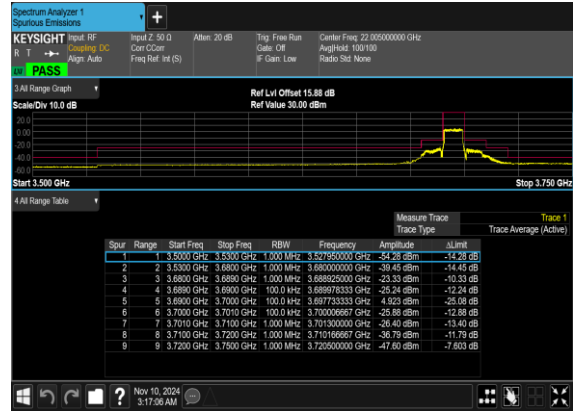 Spectrum Analyzer 1
Spurious Emissions
KEYSIGHT Input: RF Input Z: 50 Ω Atten: 20 dB Trig: Free Run Center Freq: 22.005000000 GHz
R T Coupling: DC Corr CCorr Gate: Off Avg|Hold: 100/100
Align: Auto Freq Ref: Int (S) IF Gain: Low Radio Std: None
PASS
3.All Range Graph
Ref Lvl Offset 15.88 dB
Scale/Div 10.0 dB Ref Value 30.00 dBm
20.0
0.00
-20.0
-40.0
-60.0
Start 3.500 GHz Stop 3.750 GHz
4.All Range Table
Measure Trace Trace 1
Trace Type Trace Average (Active)
Spur Range Start Freq Stop Freq RBW Frequency Amplitude ΔLimit
1 1 3.5000 GHz 3.5300 GHz 1.000 MHz 3.527950000 GHz -54.28 dBm -14.28 dB
2 2 3.5300 GHz 3.6800 GHz 1.000 MHz 3.680000000 GHz -39.45 dBm -14.45 dB
3 3 3.6800 GHz 3.6890 GHz 1.000 MHz 3.688925000 GHz -23.33 dBm -10.33 dB
4 4 3.6890 GHz 3.6900 GHz 100.0 kHz 3.689978333 GHz -25.24 dBm -12.24 dB
5 5 3.6900 GHz 3.7000 GHz 100.0 kHz 3.697733333 GHz 4.923 dBm -25.08 dB
6 6 3.7000 GHz 3.7010 GHz 100.0 kHz 3.700006667 GHz -25.88 dBm -12.88 dB
7 7 3.7010 GHz 3.7100 GHz 1.000 MHz 3.701300000 GHz -26.40 dBm -13.40 dB
8 8 3.7100 GHz 3.7200 GHz 1.000 MHz 3.710166667 GHz -36.79 dBm -11.79 dB
9 9 3.7200 GHz 3.7500 GHz 1.000 MHz 3.720500000 GHz -47.60 dBm -7.603 dB
Nov 10, 2024
3:17:06 AM